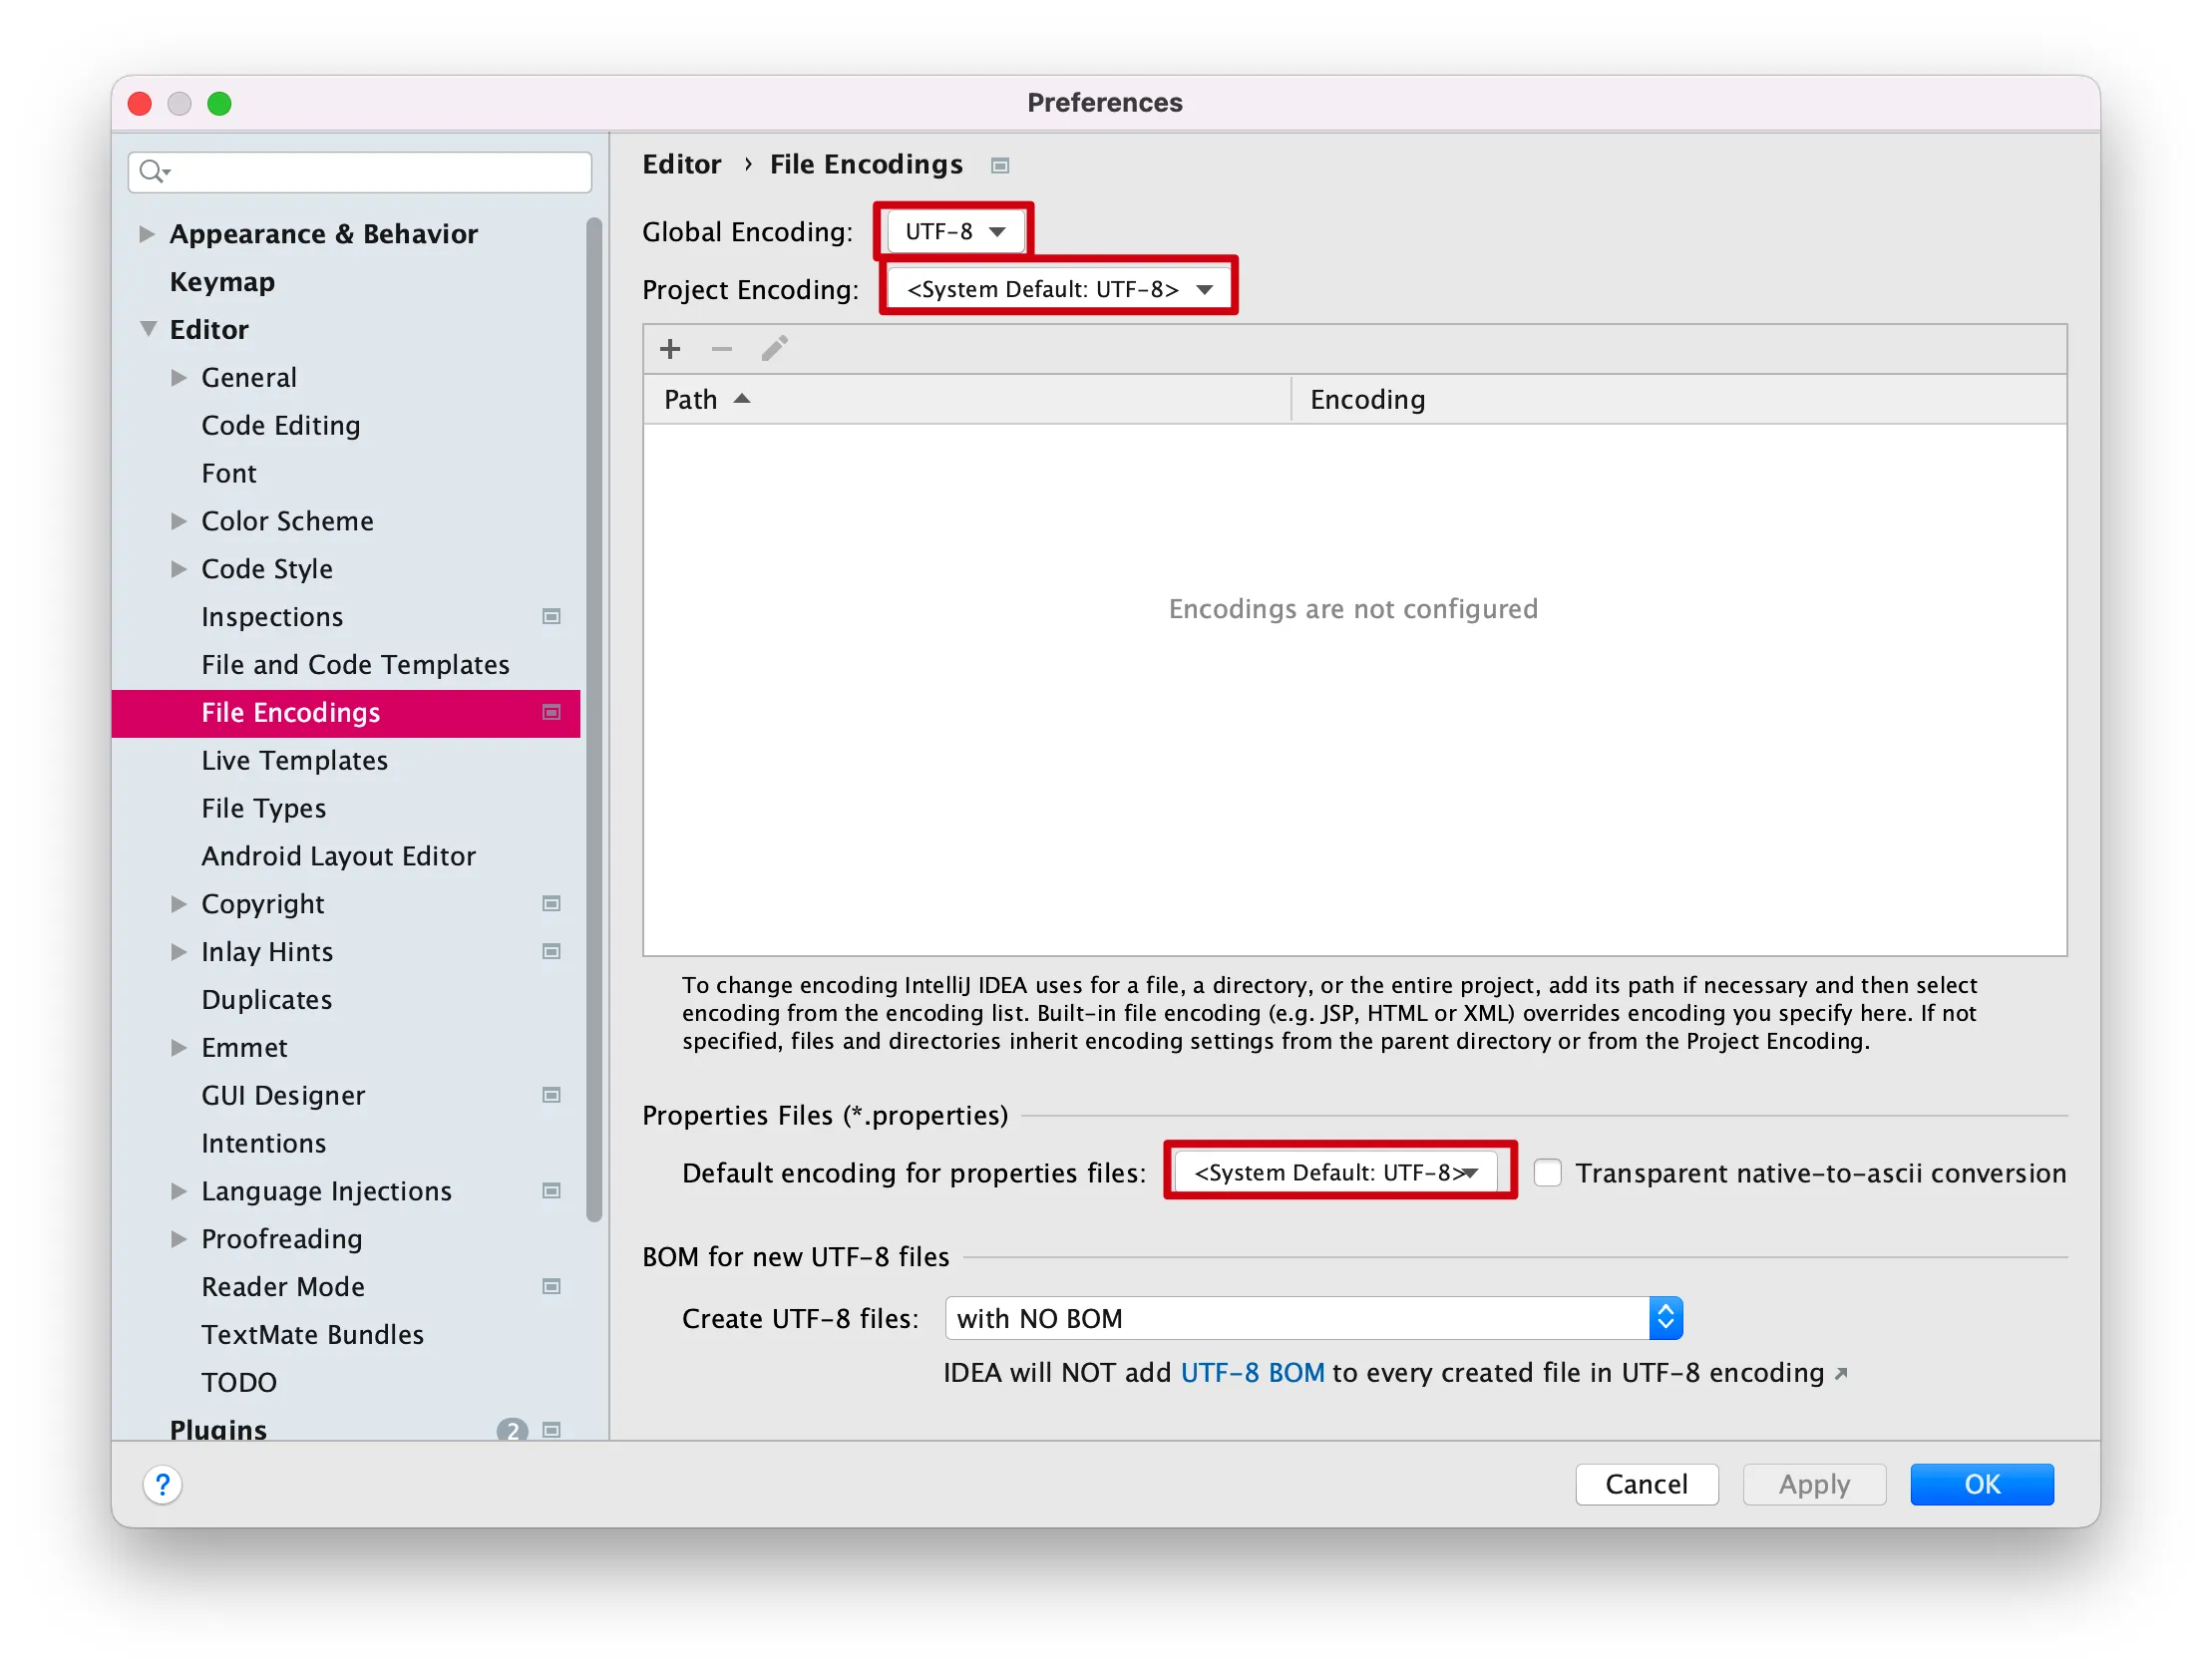 Preferences
Appearance & Behavior
Keymap
Editor
General
Code Editing
Font
Color Scheme
Code Style
Inspections
File and Code Templates
File Encodings
Live Templates
File Types
Android Layout Editor
Copyright
Inlay Hints
Duplicates
Emmet
GUI Designer
Intentions
Language Injections
Proofreading
Reader Mode
TextMate Bundles
TODO
Plugins 2
Editor › File Encodings
Global Encoding: UTF-8
Project Encoding: <System Default: UTF-8>
Path Encoding
Encodings are not configured
To change encoding IntelliJ IDEA uses for a file, a directory, or the entire project, add its path if necessary and then select
encoding from the encoding list. Built-in file encoding (e.g. JSP, HTML or XML) overrides encoding you specify here. If not
specified, files and directories inherit encoding settings from the parent directory or from the Project Encoding.
Properties Files (*.properties)
Default encoding for properties files: <System Default: UTF-8> Transparent native-to-ascii conversion
BOM for new UTF-8 files
Create UTF-8 files: with NO BOM
IDEA will NOT add UTF-8 BOM to every created file in UTF-8 encoding ↗
? Cancel Apply OK